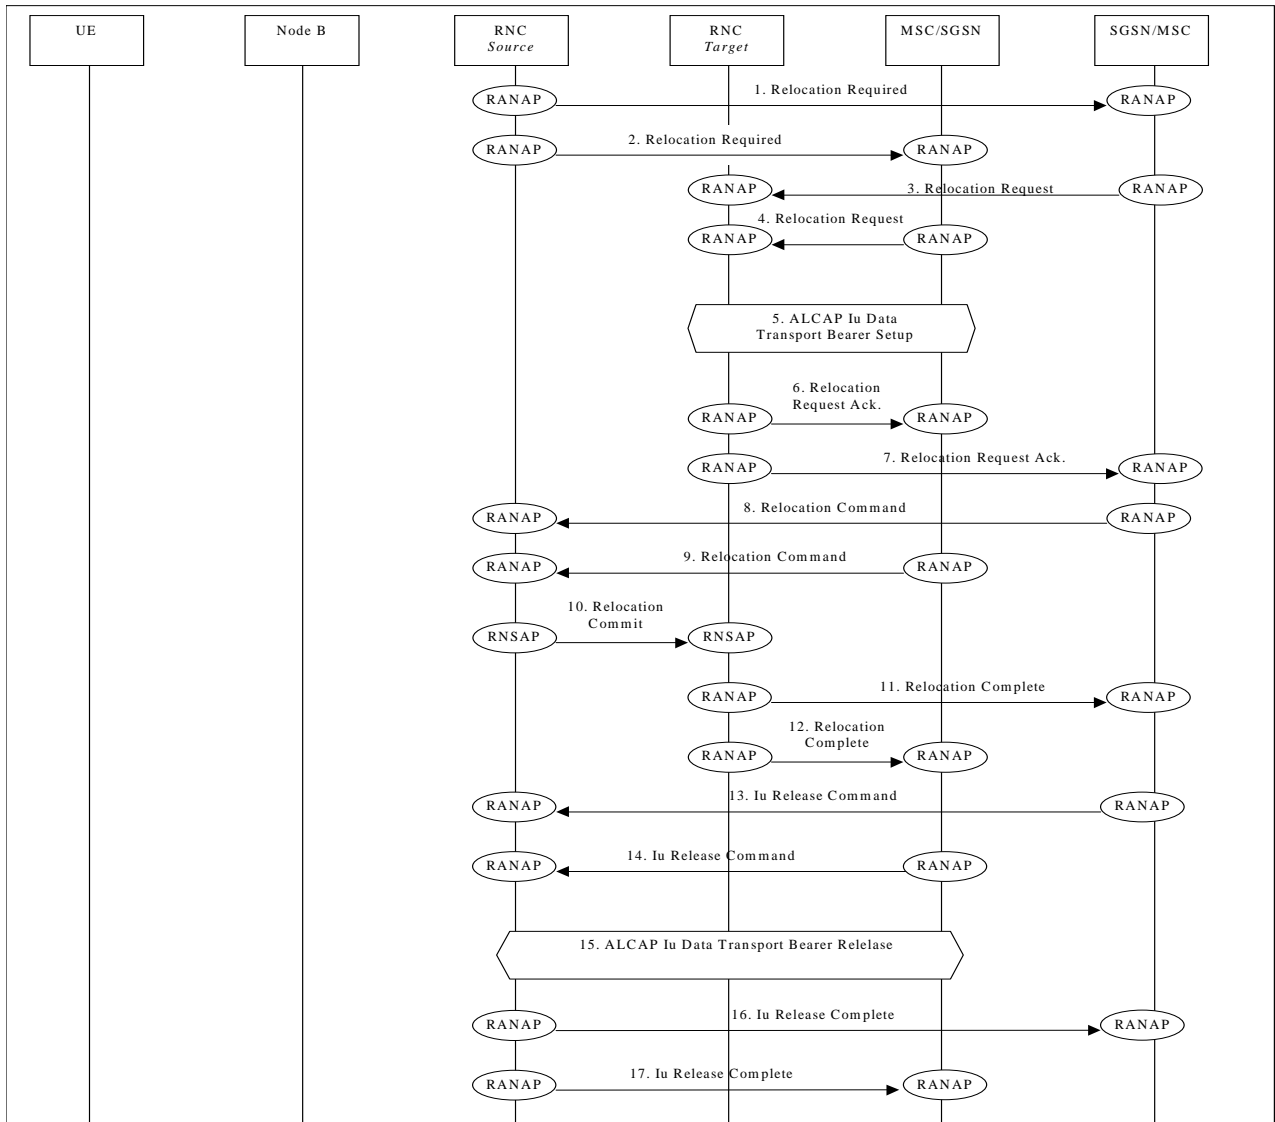 UE
Node B
RNC
Source
RNC
Target
MSC/SGSN
SGSN/MSC
1. Relocation Required
RANAP
RANAP
2. Relocation Required
RANAP
RANAP
RANAP
3. Relocation Request
RANAP
4. Relocation Request
RANAP
RANAP
5. ALCAP Iu Data
Transport Bearer Setup
6. Relocation
Request Ack.
RANAP
RANAP
7. Relocation Request Ack.
RANAP
RANAP
8. Relocation Command
RANAP
RANAP
9. Relocation Command
RANAP
RANAP
10. Relocation
Commit
RNSAP
RNSAP
11. Relocation Complete
RANAP
RANAP
12. Relocation
Complete
RANAP
RANAP
13. Iu Release Command
RANAP
RANAP
14. Iu Release Command
RANAP
RANAP
15. ALCAP Iu Data Transport Bearer Relelase
16. Iu Release Complete
RANAP
RANAP
17. Iu Release Complete
RANAP
RANAP